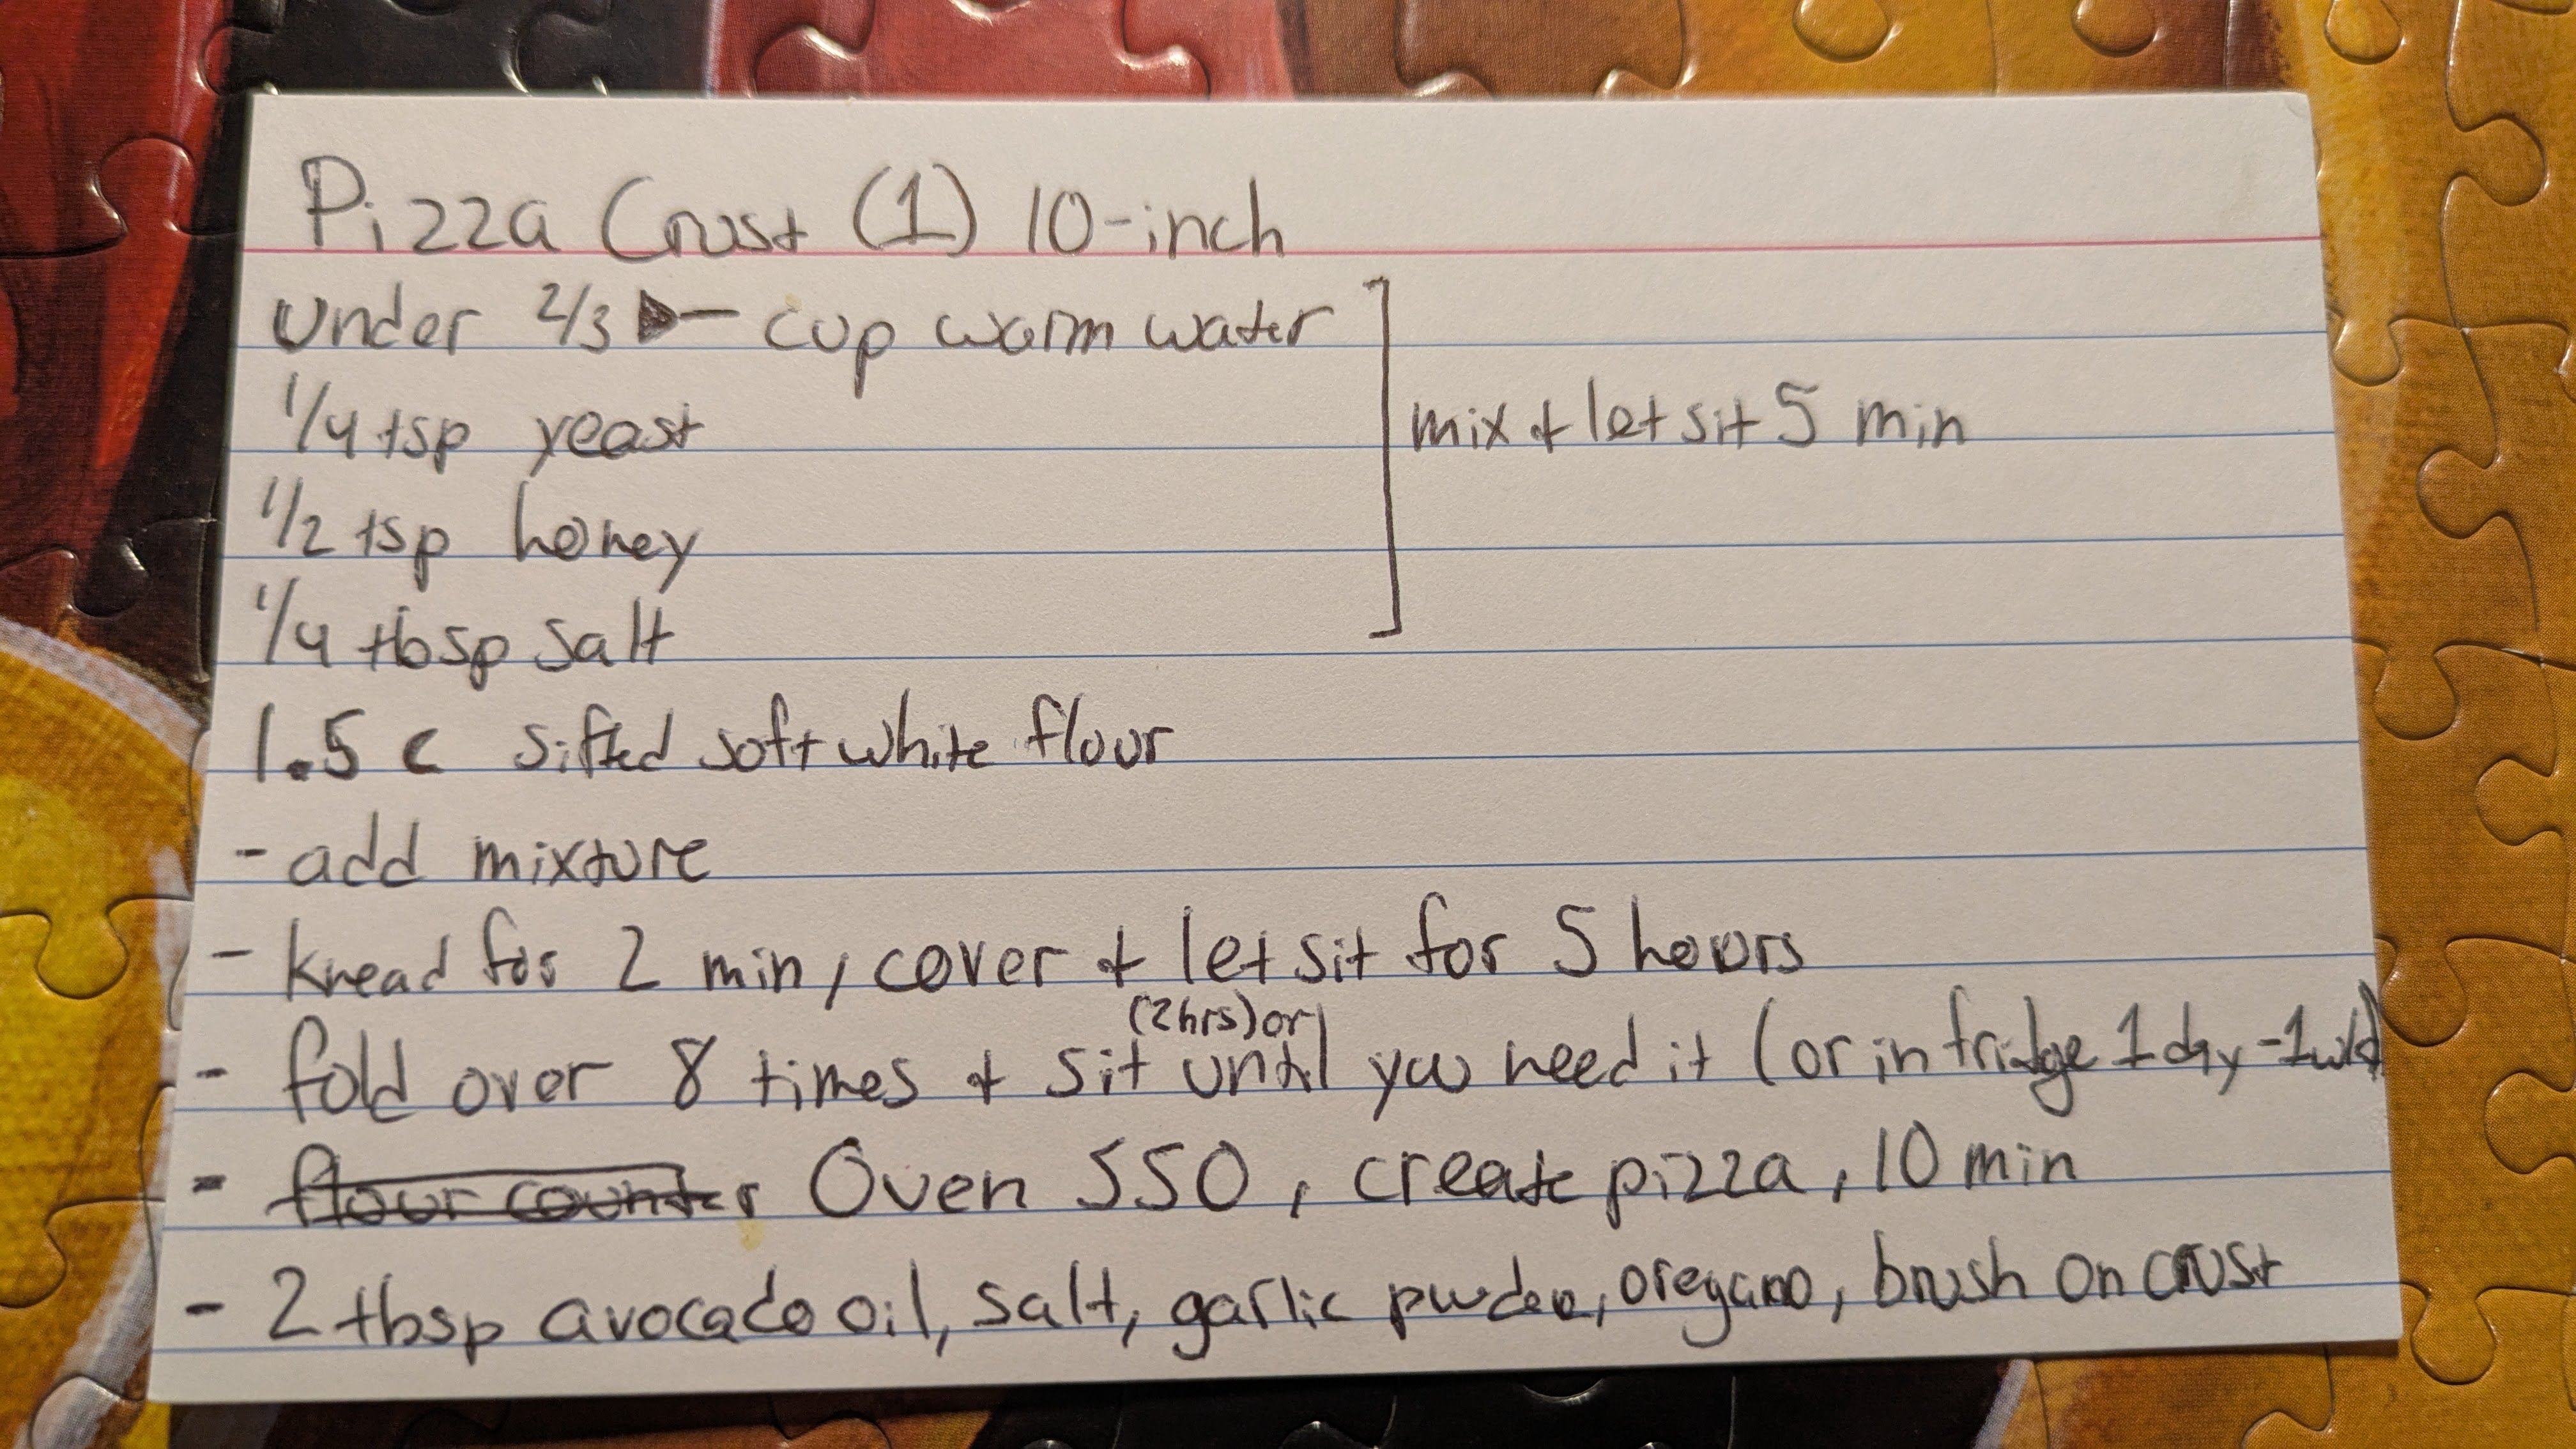 Pizza Crust (1) 10-inch
Under 2/3 cup warm water
1/4 tsp yeast
mix + let sit 5 min
1/2 tsp honey
1/4 tbsp salt
1.5 c sifted soft white flour
- add mixture
- knead for 2 min, cover + let sit for 5 hours
(2hrs) or
- fold over 8 times + sit until you need it (or in fridge 1 day - 1 wk)
- flour counter Oven 550, create pizza, 10 min
- 2 tbsp avocado oil, salt, garlic pwder, oregano, brush on crust